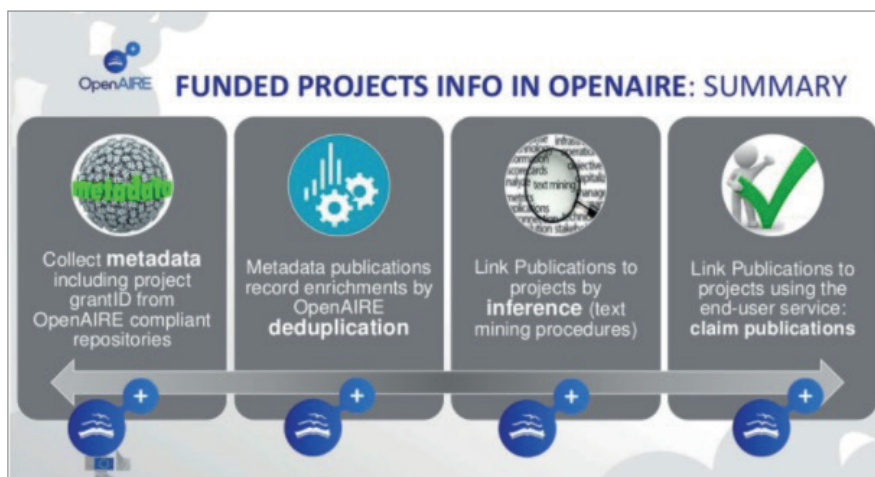 OpenAIRE
FUNDED PROJECTS INFO IN OPENAIRE: SUMMARY
metadata
Collect metadata
including project
grantID from
OpenAIRE compliant
repositories
Metadata publications
record enrichments by
OpenAIRE
deduplication
text mining
Link Publications to
projects by
inference (text
mining procedures)
Link Publications to
projects using the
end-user service:
claim publications
+
+
+
+